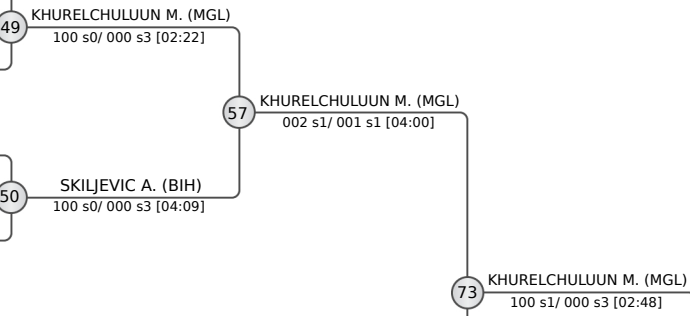 49
KHURELCHULUUN M. (MGL)
100 s0/ 000 s3 [02:22]
57
KHURELCHULUUN M. (MGL)
002 s1/ 001 s1 [04:00]
50
SKILJEVIC A. (BIH)
100 s0/ 000 s3 [04:09]
73
KHURELCHULUUN M. (MGL)
100 s1/ 000 s3 [02:48]